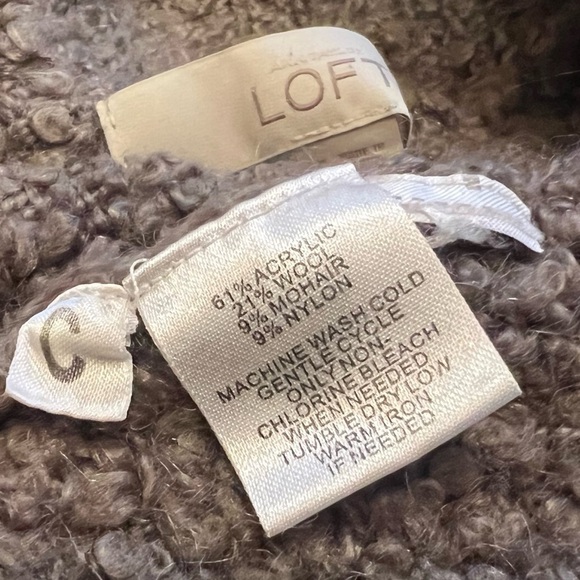 LOFT
C
61% ACRYLIC
21% WOOL
9% MOHAIR
9% NYLON
MACHINE WASH COLD
GENTLE CYCLE
ONLY NON-
CHLORINE BLEACH
WHEN NEEDED
TUMBLE DRY LOW
WARM IRON
IF NEEDED